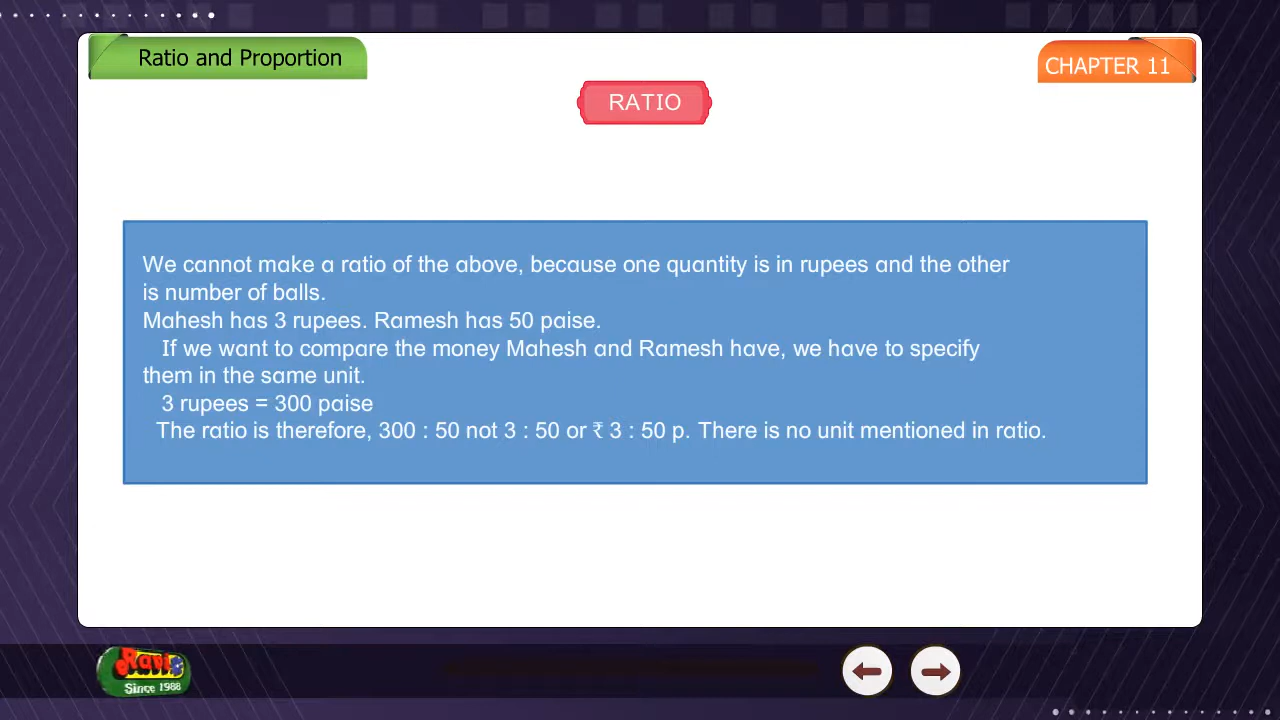 Ratio and Proportion
CHAPTER 11
RATIO
We cannot make a ratio of the above, because one quantity is in rupees and the other
is number of balls.
Mahesh has 3 rupees. Ramesh has 50 paise.
If we want to compare the money Mahesh and Ramesh have, we have to specify
them in the same unit.
3 rupees = 300 paise
The ratio is therefore, 300 : 50 not 3 : 50 or ₹ 3 : 50 p. There is no unit mentioned in ratio.
Since 1988